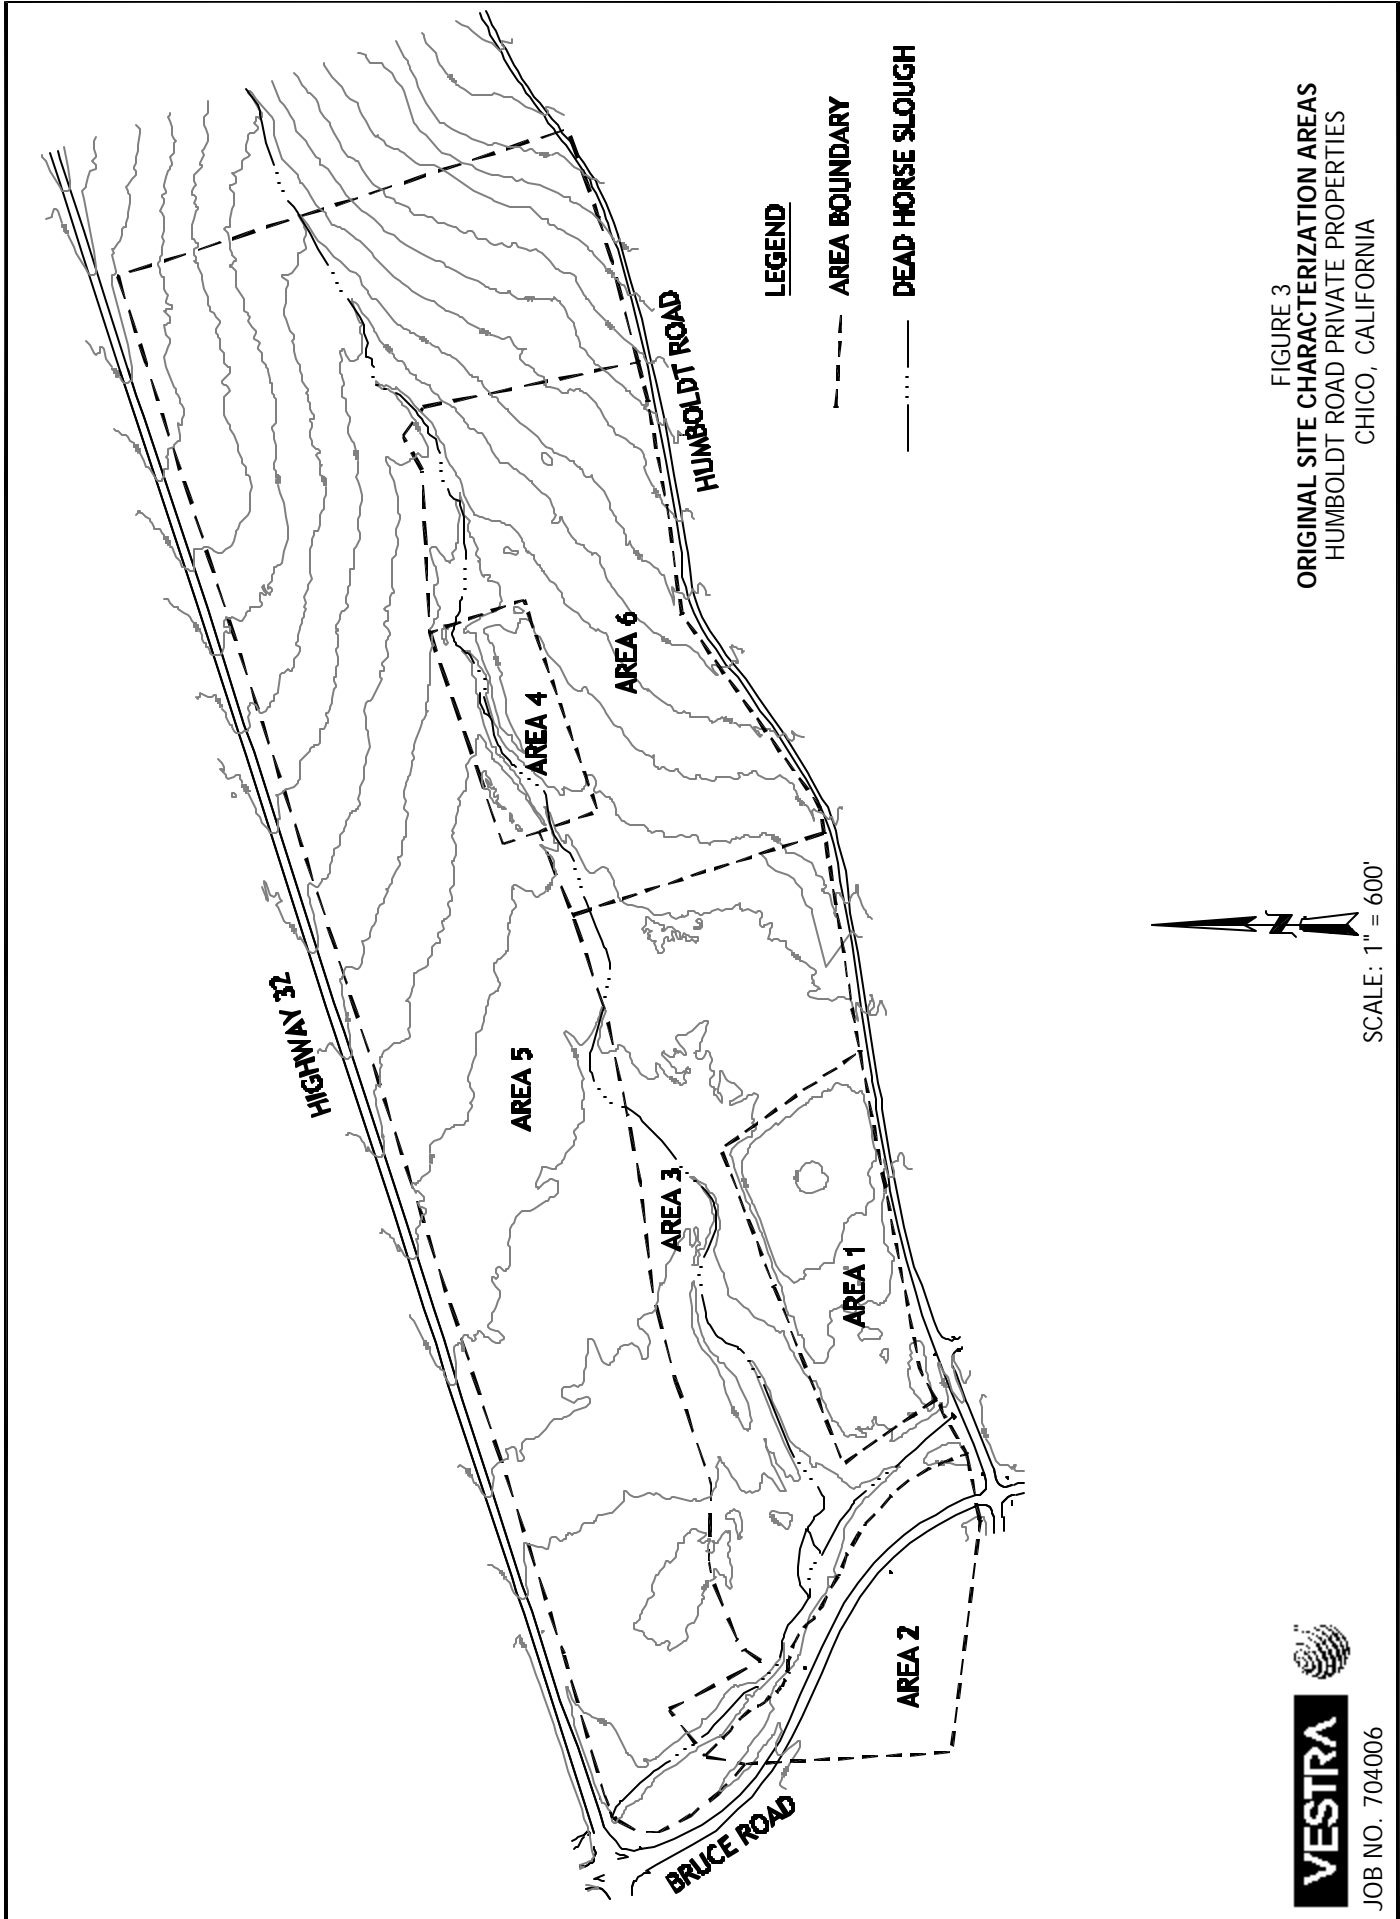 HIGHWAY 32
HUMBOLDT ROAD
BRUCE ROAD
AREA 5
AREA 4
AREA 6
AREA 3
AREA 1
AREA 2
LEGEND
AREA BOUNDARY
DEAD HORSE SLOUGH
N
SCALE: 1" = 600'
VESTRA
JOB NO. 704006
FIGURE 3
ORIGINAL SITE CHARACTERIZATION AREAS
HUMBOLDT ROAD PRIVATE PROPERTIES
CHICO, CALIFORNIA